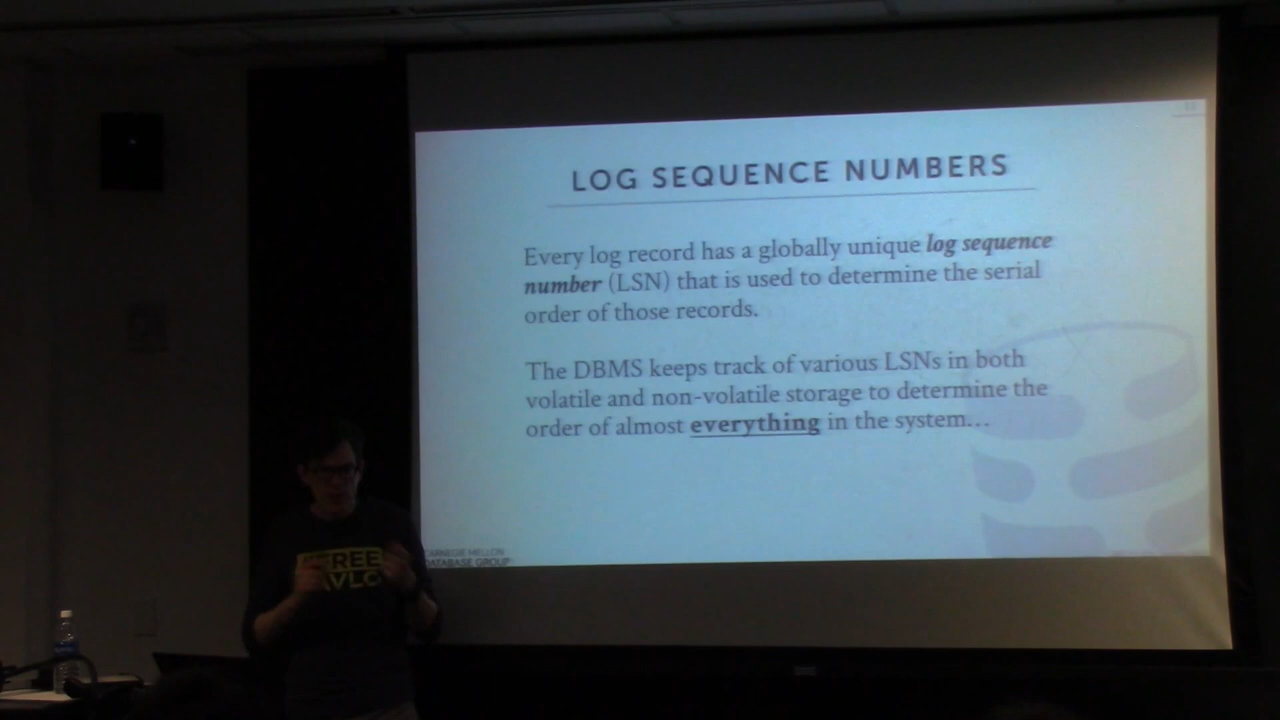 LOG SEQUENCE NUMBERS
Every log record has a globally unique log sequence
number (LSN) that is used to determine the serial
order of those records.
The DBMS keeps track of various LSNs in both
volatile and non-volatile storage to determine the
order of almost everything in the system…
CARNEGIE MELLON
DATABASE GROUP
REE